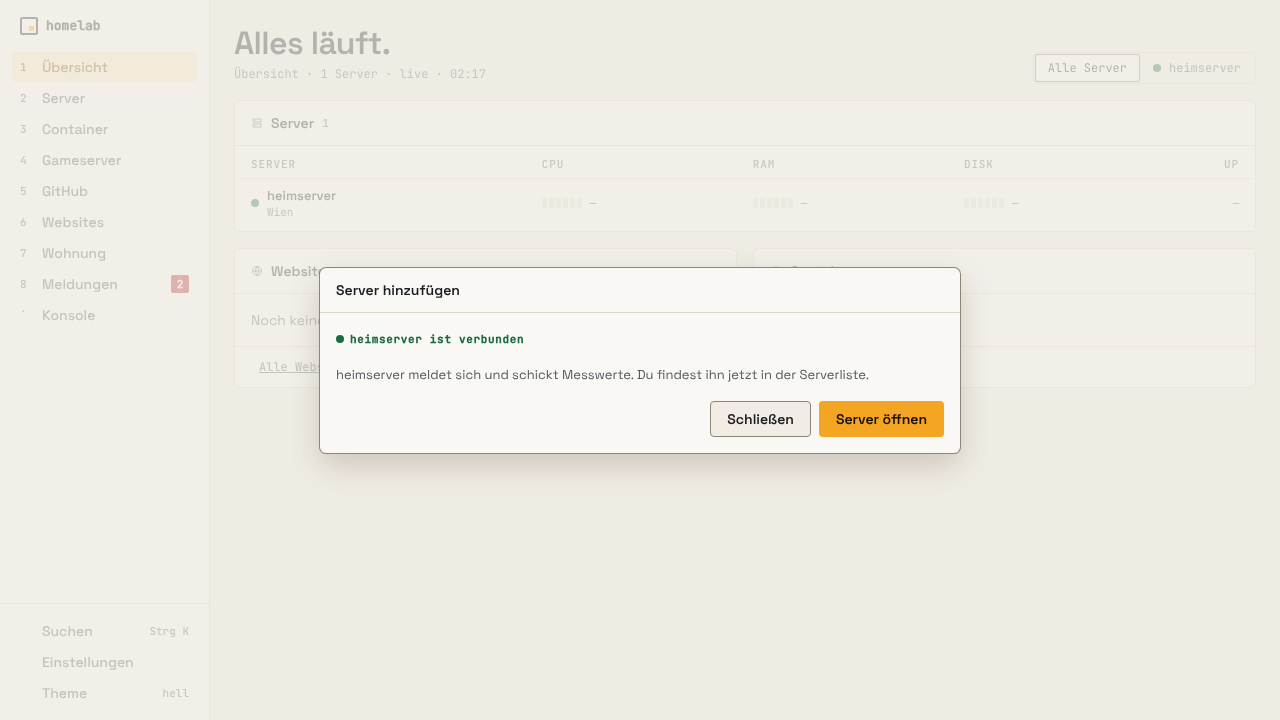 homelab
1 Übersicht
2 Server
3 Container
4 Gameserver
5 GitHub
6 Websites
7 Wohnung
8 Meldungen 2
` Konsole
Suchen Strg K
Einstellungen
Theme hell
Alles läuft.
Übersicht · 1 Server · live · 02:17
Alle Server heimserver
Server 1
SERVER CPU RAM DISK UP
heimserver — — — —
Wien
Server hinzufügen
heimserver ist verbunden
heimserver meldet sich und schickt Messwerte. Du findest ihn jetzt in der Serverliste.
Schließen Server öffnen
Noch
Alle